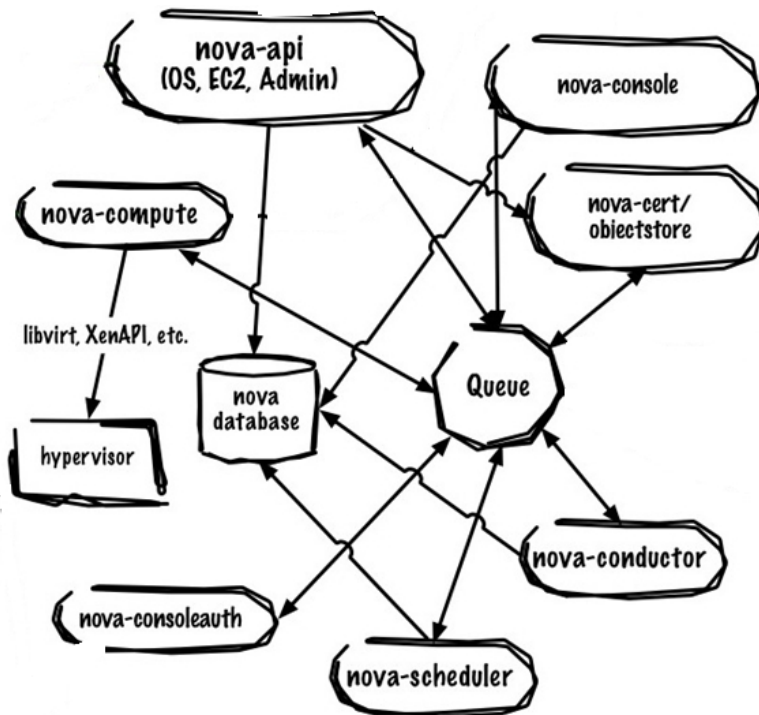 nova-api
(OS, EC2, Admin)
nova-console
nova-compute
nova-cert/
objectstore
libvirt, XenAPI, etc.
nova
database
Queue
hypervisor
nova-conductor
nova-consoleauth
nova-scheduler